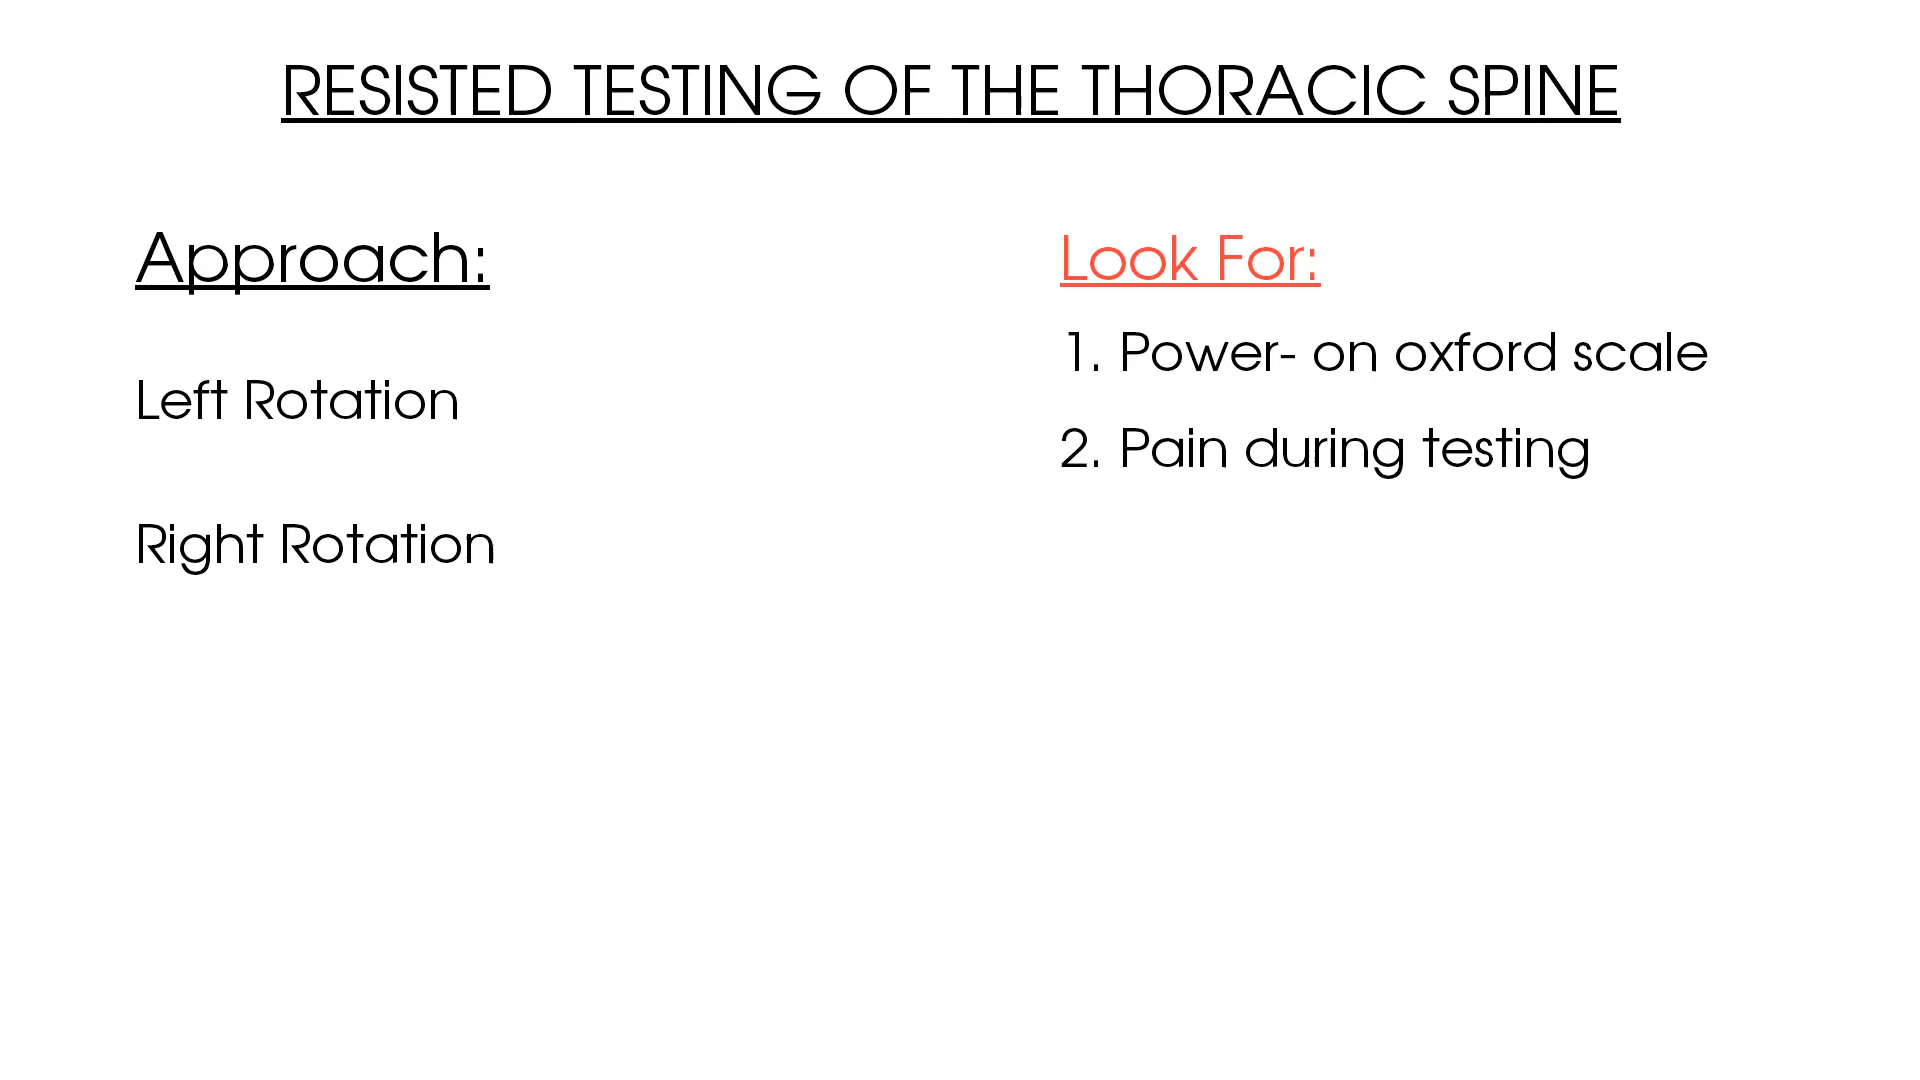 RESISTED TESTING OF THE THORACIC SPINE
Approach:
Left Rotation
Right Rotation
Look For:
1. Power- on oxford scale
2. Pain during testing